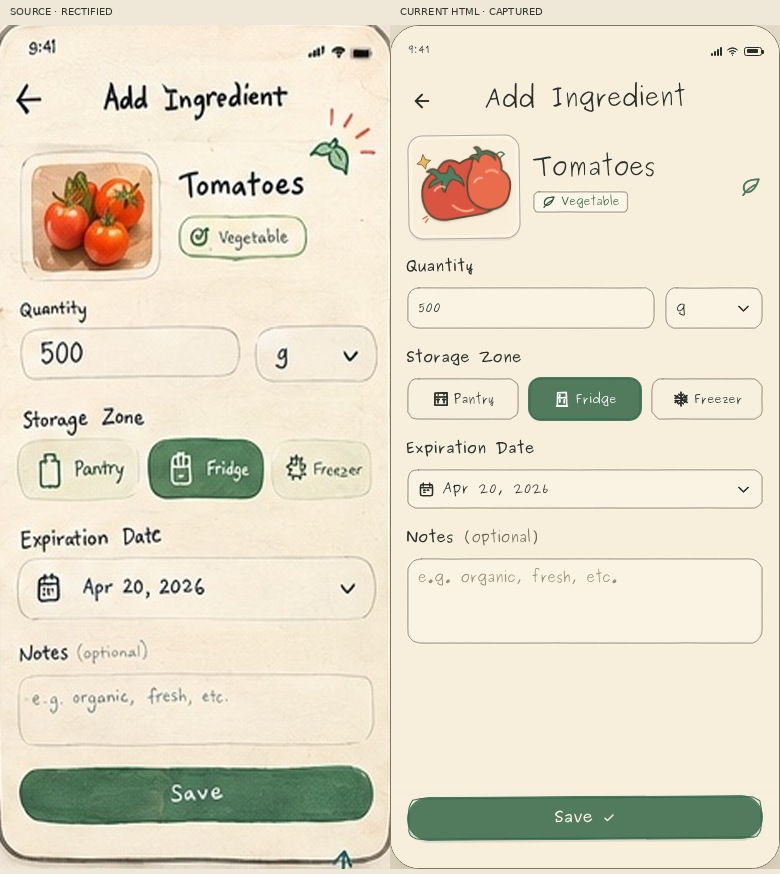 SOURCE · RECTIFIED
9:41
Add Ingredient
Tomatoes
Vegetable
Quantity
500
g
Storage Zone
Pantry
Fridge
Freezer
Expiration Date
Apr 20, 2026
Notes (optional)
e.g. organic, fresh, etc.
Save
CURRENT HTML · CAPTURED
9:41
Add Ingredient
Tomatoes
Vegetable
Quantity
500
g
Storage Zone
Pantry
Fridge
Freezer
Expiration Date
Apr 20, 2026
Notes (optional)
e.g. organic, fresh, etc.
Save